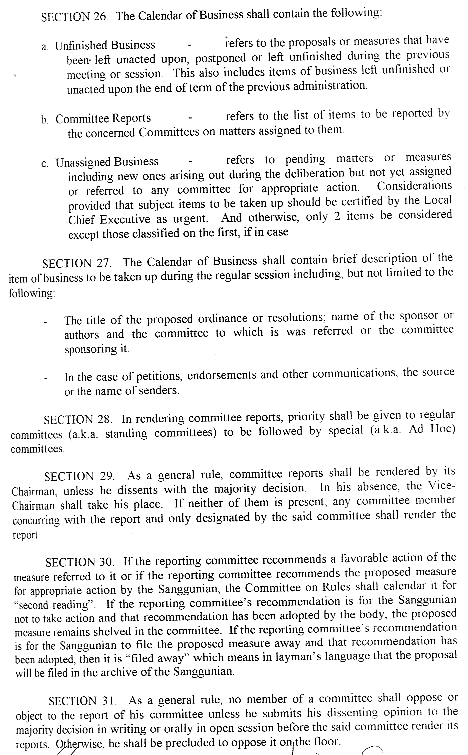 SECTION 26. The Calendar of Business shall contain the following:
a. Unfinished Business - refers to the proposals or measures that have
been left unacted upon, postponed or left unfinished during the previous
meeting or session. This also includes items of business left unfinished or
unacted upon the end of term of the previous administration.
b. Committee Reports - refers to the list of items to be reported by
the concerned Committees on matters assigned to them.
c. Unassigned Business - refers to pending matters or measures
including new ones arising out during the deliberation but not yet assigned
or referred to any committee for appropriate action. Considerations
provided that subject items to be taken up should be certified by the Local
Chief Executive as urgent. And otherwise, only 2 items be considered
except those classified on the first, if in case
SECTION 27. The Calendar of Business shall contain brief description of the
item of business to be taken up during the regular session including, but not limited to the
following:
- The title of the proposed ordinance or resolutions; name of the sponsor or
authors and the committee to which is was referred or the committee
sponsoring it.
- In the case of petitions, endorsements and other communications, the source
or the name of senders.
SECTION 28. In rendering committee reports, priority shall be given to regular
committees (a.k.a. standing committees) to be followed by special (a.k.a. Ad Hoc)
committees.
SECTION 29. As a general rule, committee reports shall be rendered by its
Chairman, unless he dissents with the majority decision. In his absence, the Vice-
Chairman shall take his place. If neither of them is present, any committee member
concurring with the report and only designated by the said committee shall render the
report
SECTION 30. If the reporting committee recommends a favorable action of the
measure referred to it or if the reporting committee recommends the proposed measure
for appropriate action by the Sanggunian, the Committee on Rules shall calendar it for
"second reading". If the reporting committee's recommendation is for the Sanggunian
not to take action and that recommendation has been adopted by the body, the proposed
measure remains shelved in the committee. If the reporting committee's recommendation
is for the Sanggunian to file the proposed measure away and that recommendation has
been adopted, then it is "filed away" which means in layman's language that the proposal
will be filed in the archive of the Sanggunian.
SECTION 31. As a general rule, no member of a committee shall oppose or
object to the report of his committee unless he submits his dissenting opinion to the
majority decision in writing or orally in open session before the said committee render its
reports. Otherwise, he shall be precluded to oppose it on the floor.